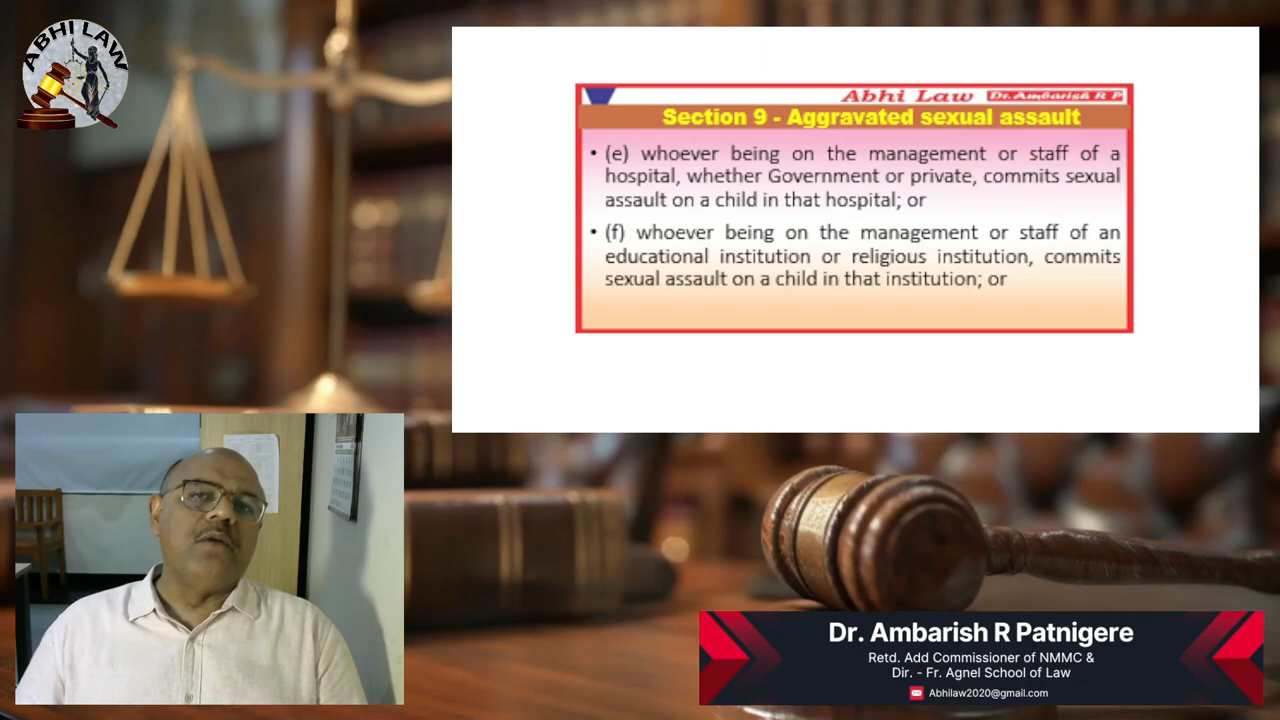 ABHI LAW
Abhi Law Dr.Ambarish R P
Section 9 - Aggravated sexual assault
• (e) whoever being on the management or staff of a
hospital, whether Government or private, commits sexual
assault on a child in that hospital; or
• (f) whoever being on the management or staff of an
educational institution or religious institution, commits
sexual assault on a child in that institution; or
Dr. Ambarish R Patnigere
Retd. Add Commissioner of NMMC &
Dir. - Fr. Agnel School of Law
Abhilaw2020@gmail.com